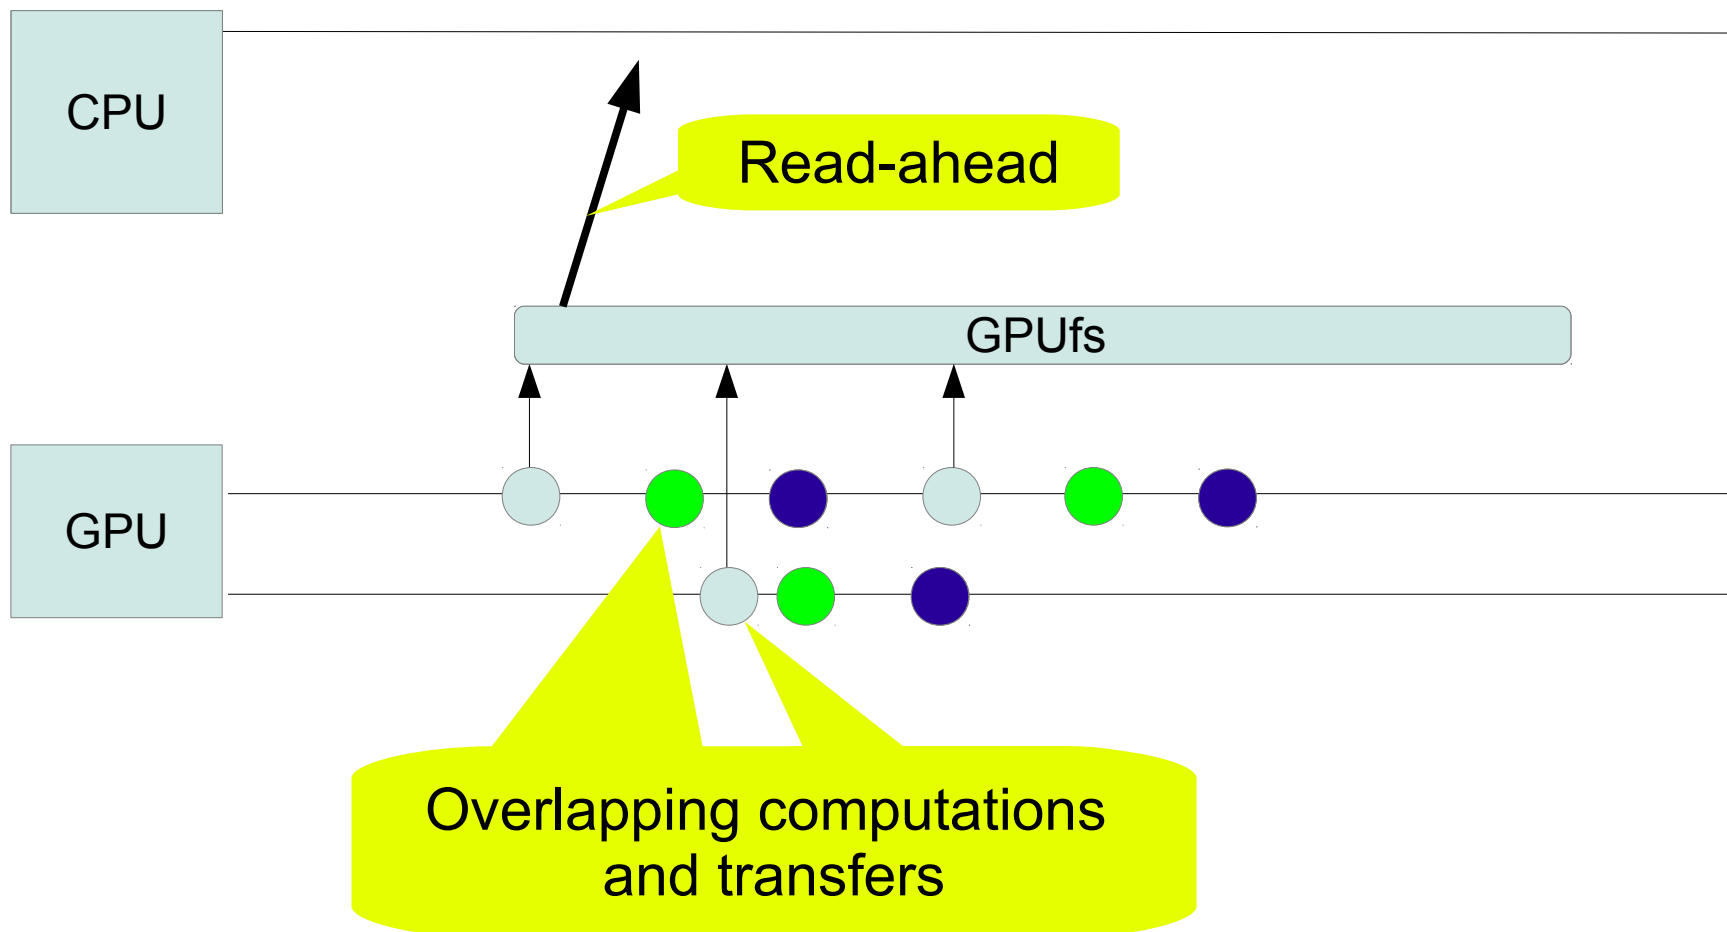 CPU
Read-ahead
GPUfs
GPU
Overlapping computations
and transfers